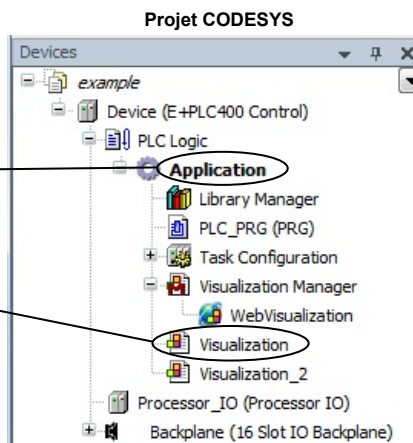 Projet CODESYS
Devices
example
Device (E+PLC400 Control)
PLC Logic
Application
Library Manager
PLC_PRG (PRG)
Task Configuration
Visualization Manager
WebVisualization
Visualization
Visualization_2
Processor_IO (Processor IO)
Backplane (16 Slot IO Backplane)